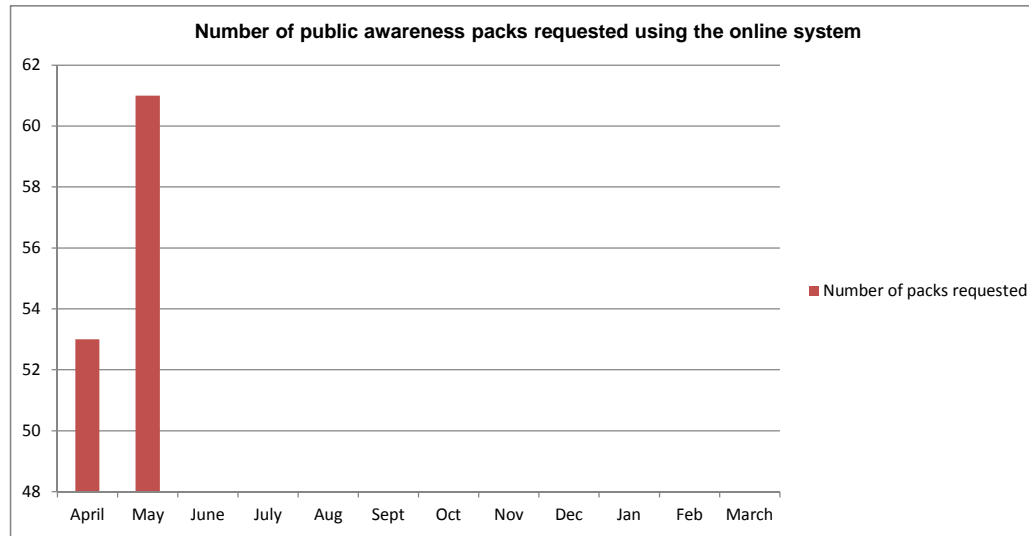 Number of public awareness packs requested using the online system
62
60
58
56
54
52
50
48
Number of packs requested
April May June July Aug Sept Oct Nov Dec Jan Feb March